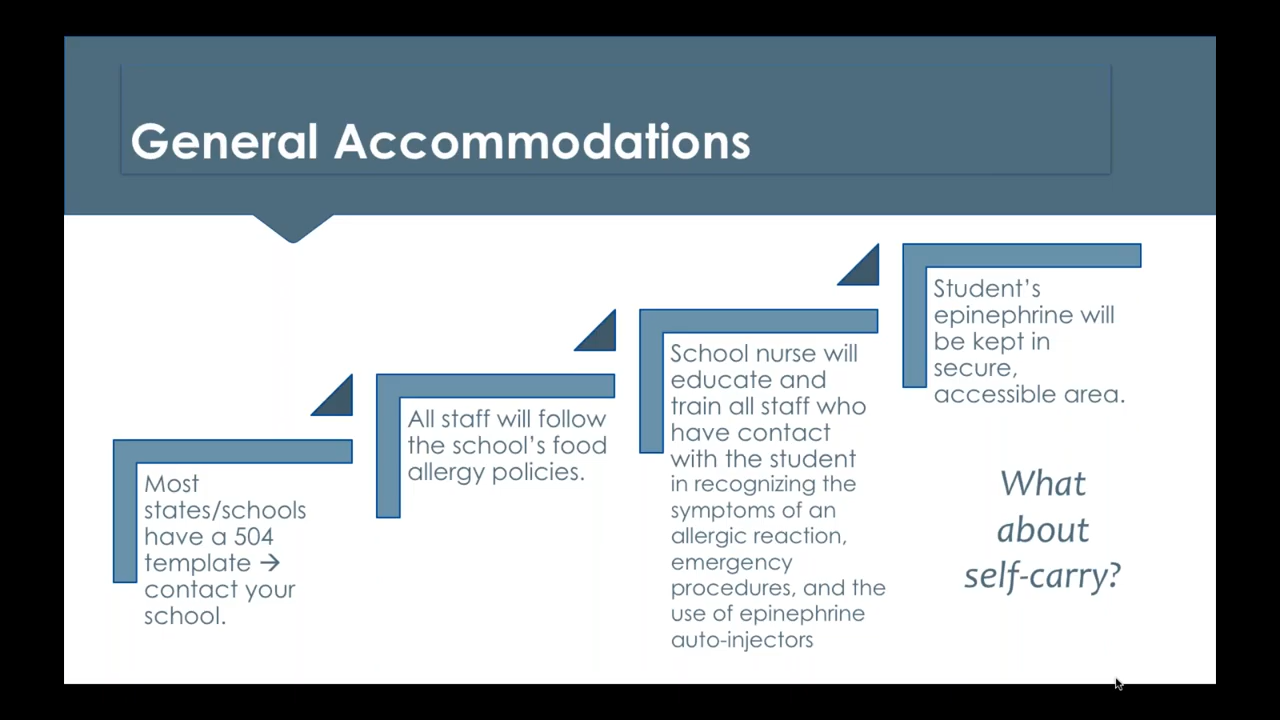 General Accommodations
Most
states/schools
have a 504
template →
contact your
school.
All staff will follow
the school’s food
allergy policies.
School nurse will
educate and
train all staff who
have contact
with the student
in recognizing the
symptoms of an
allergic reaction,
emergency
procedures, and the
use of epinephrine
auto-injectors
Student’s
epinephrine will
be kept in
secure,
accessible area.
What
about
self-carry?